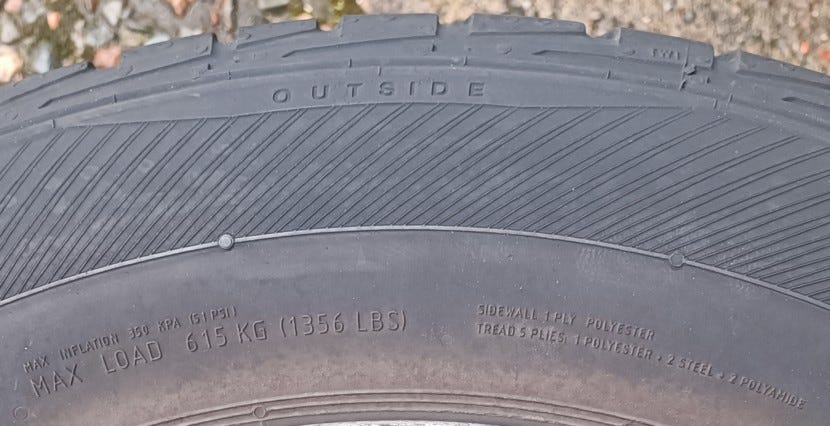 OUTSIDE
TWI
MAX INFLATION 350 KPA (51 PSI)
MAX LOAD 615 KG (1356 LBS)
SIDEWALL 1 PLY POLYESTER
TREAD 5 PLIES: 1 POLYESTER + 2 STEEL + 2 POLYAMIDE